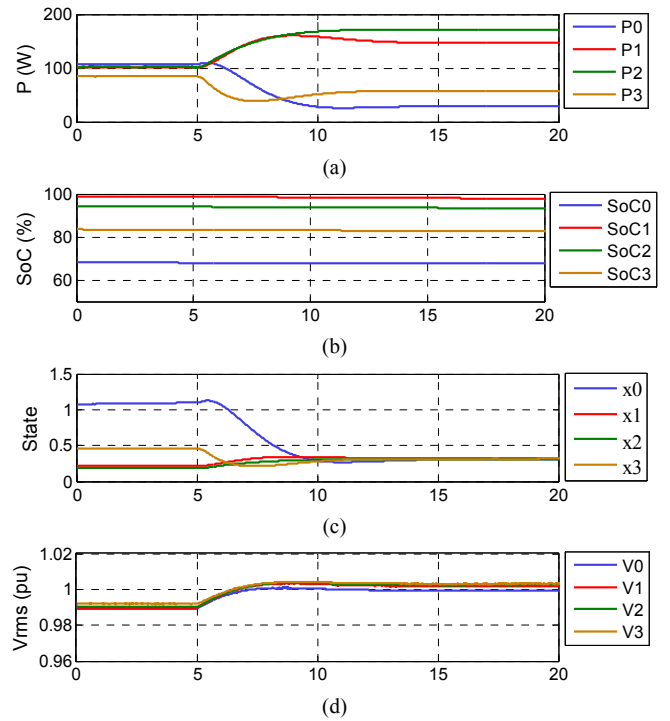 200
100
0
P (W)
0 5 10 15 20
P0
P1
P2
P3
(a)
100
80
60
SoC (%)
0 5 10 15 20
SoC0
SoC1
SoC2
SoC3
(b)
1.5
1
0.5
0
State
0 5 10 15 20
x0
x1
x2
x3
(c)
1.02
1
0.98
0.96
Vrms (pu)
0 5 10 15 20
V0
V1
V2
V3
(d)